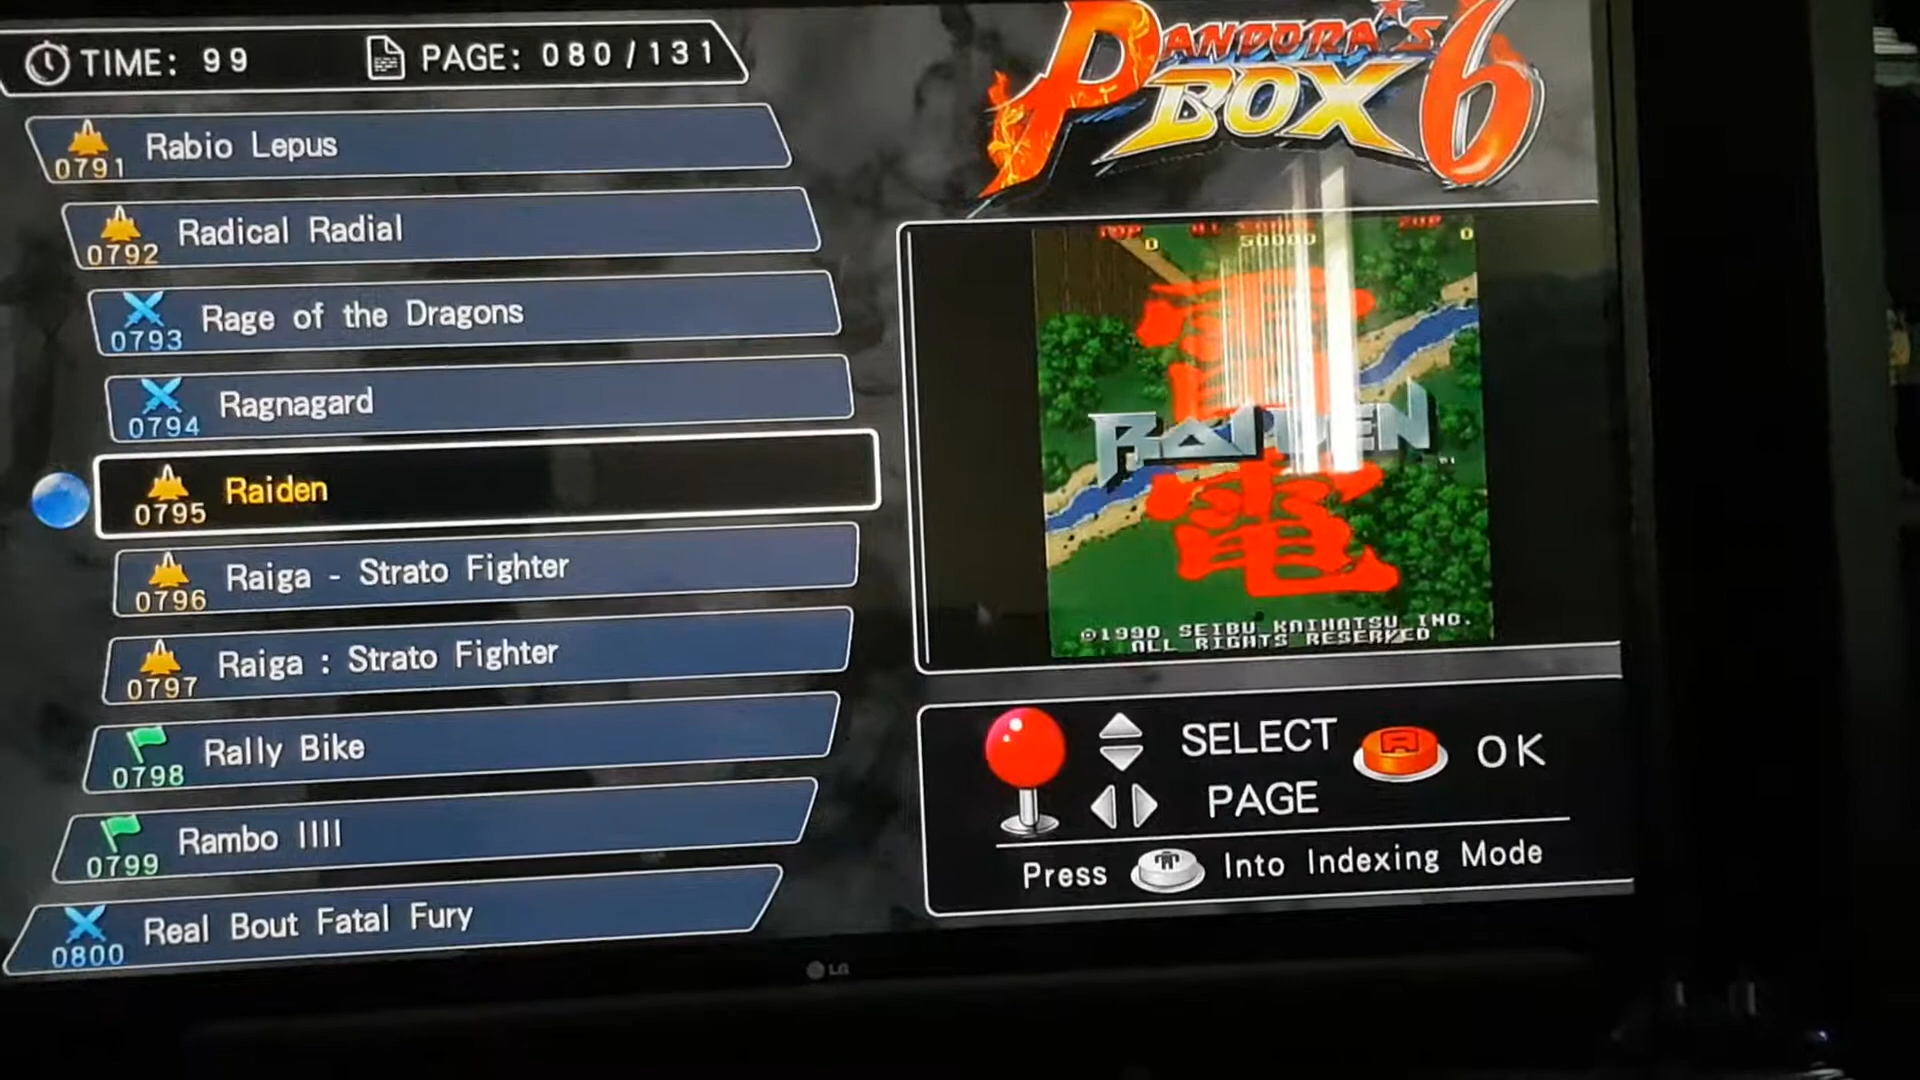 TIME: 99
PAGE: 080/131
PANDORA'S
BOX 6
0791 Rabio Lepus
0792 Radical Radial
0793 Rage of the Dragons
0794 Ragnagard
0795 Raiden
0796 Raiga - Strato Fighter
0797 Raiga : Strato Fighter
0798 Rally Bike
0799 Rambo IIII
0800 Real Bout Fatal Fury
0 50000 0
RAIDEN
電
©1990 SEIBU KAIHATSU INC.
ALL RIGHTS RESERVED
SELECT
A OK
PAGE
Press Into Indexing Mode
LG